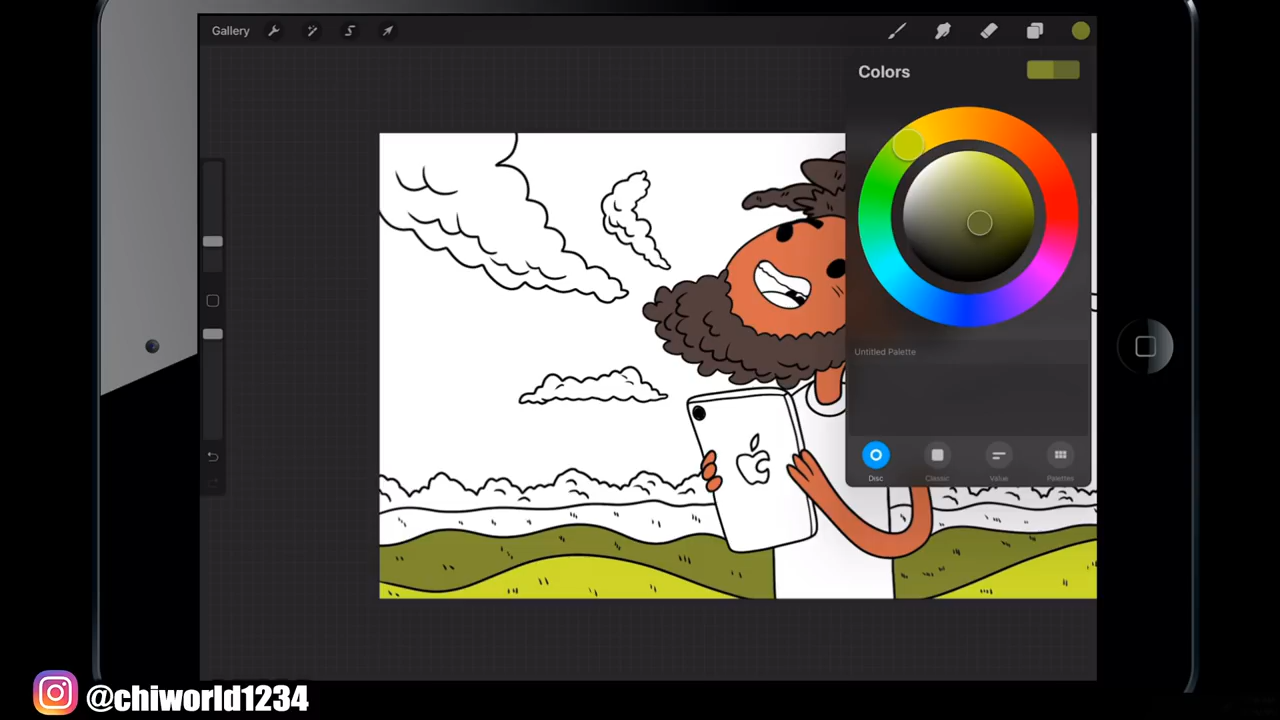 Gallery
Colors
Untitled Palette
Disc
Classic
Value
Palettes
@chiworld1234